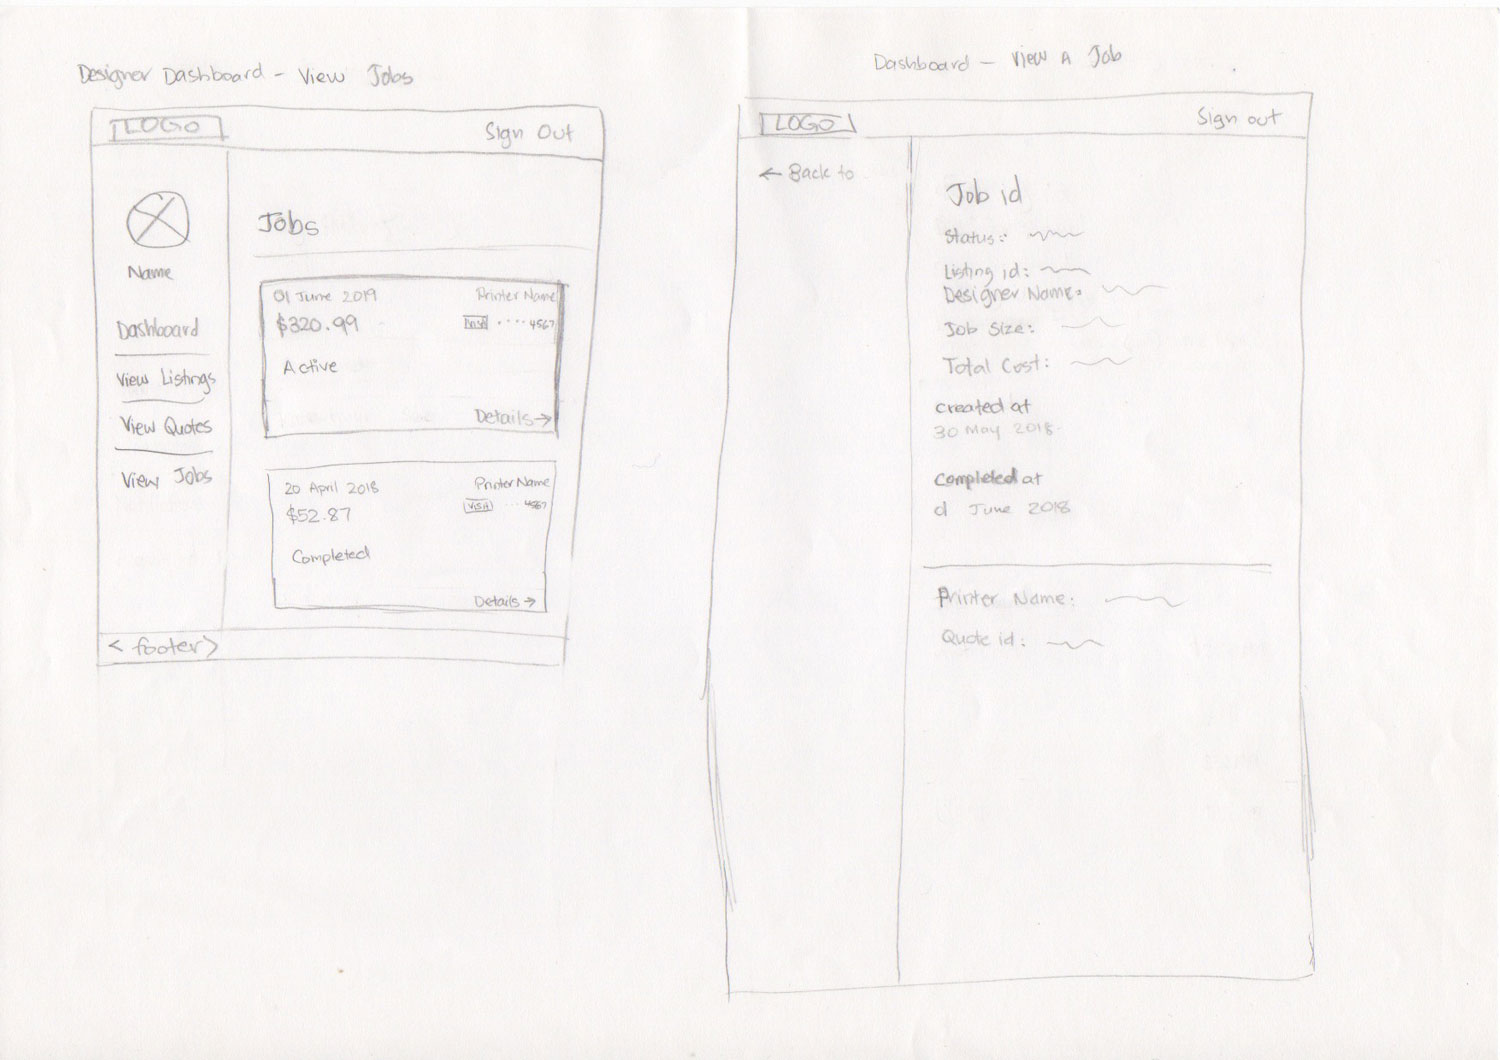 Designer Dashboard - View Jobs
LOGO
Sign Out
Name
Dashboard
View Listings
View Quotes
View Jobs
Jobs
01 June 2019
Printer Name
$320.99
VISA ····4567
Active
Details →
20 April 2018
Printer Name
$52.87
VISA ···4567
Completed
Details →
< footer >
Dashboard - View A Job
LOGO
Sign out
← Back to
Job id
Status:
Listing id:
Designer Name:
Job Size:
Total Cost:
created at
30 May 2018
Completed at
June 2018
Printer Name:
Quote id: